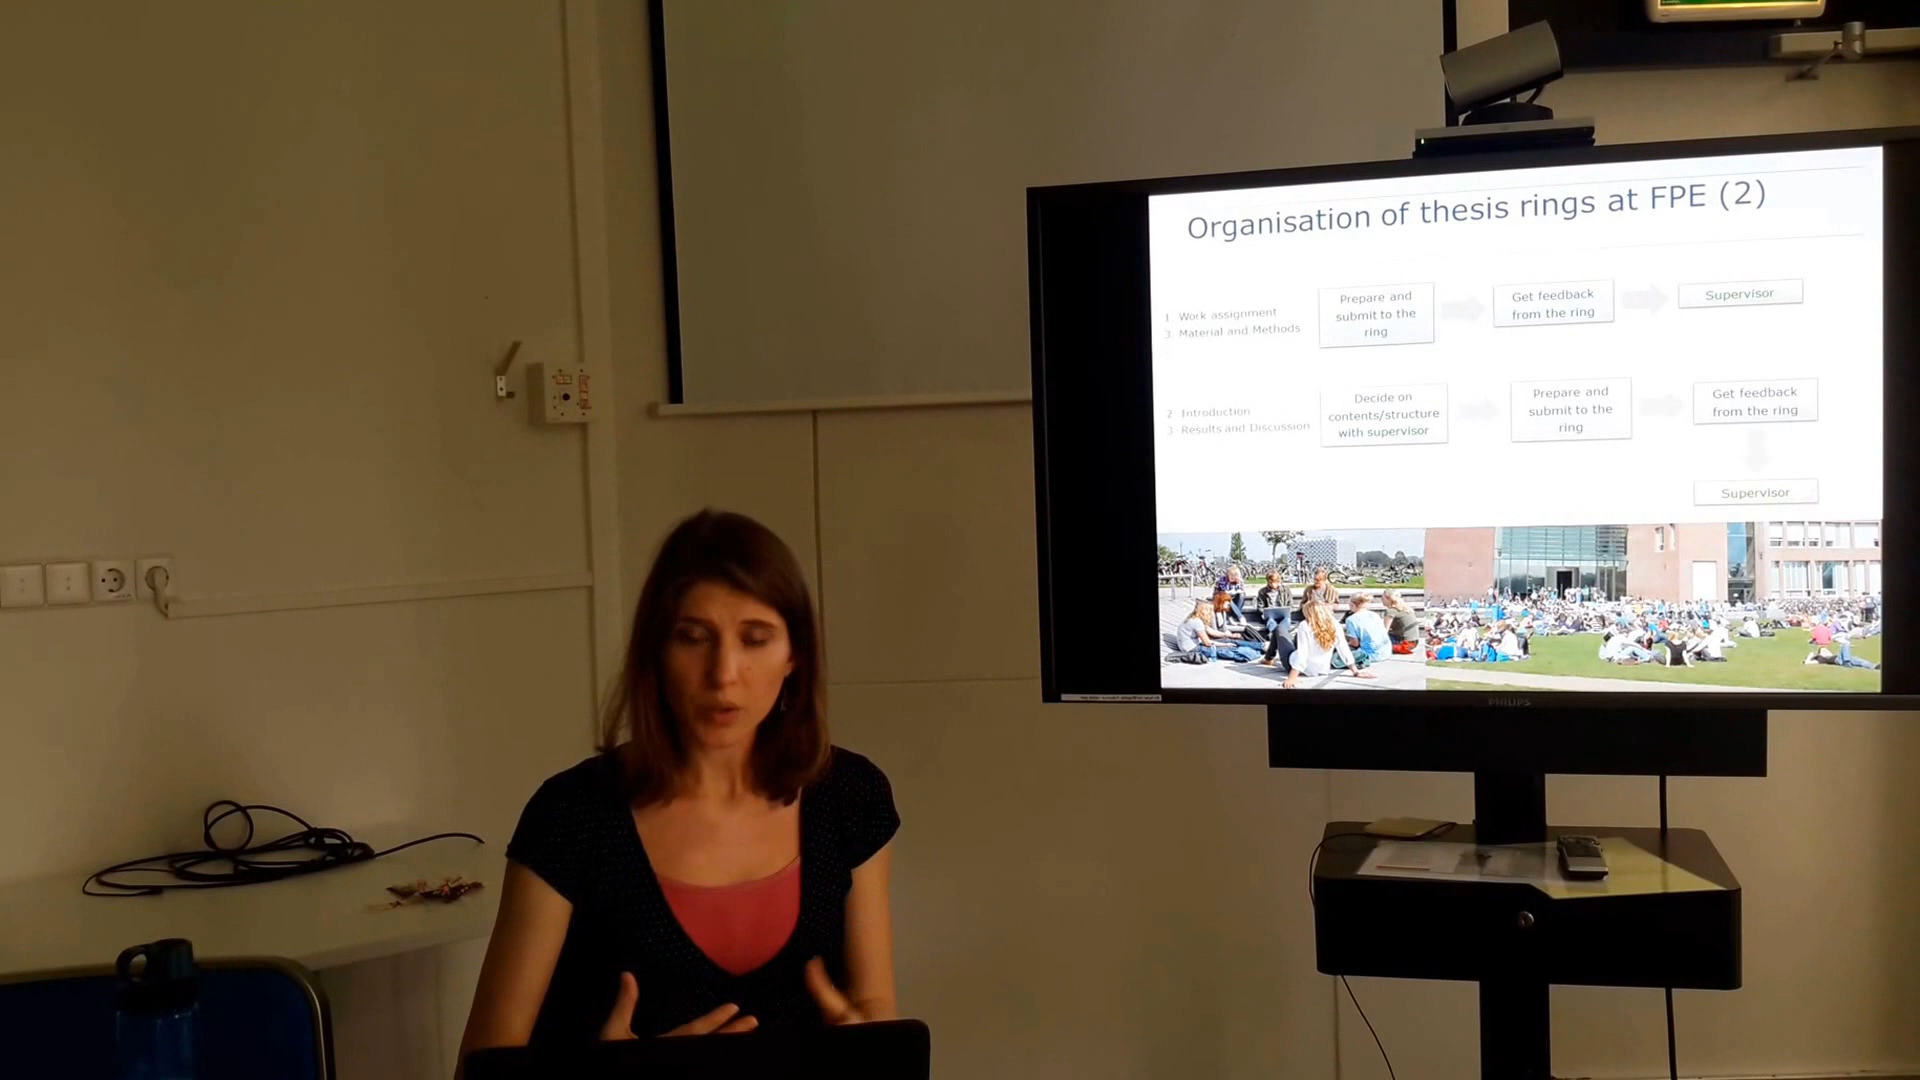 Organisation of thesis rings at FPE (2)
1. Work assignment
3. Material and Methods
Prepare and
submit to the
ring
Get feedback
from the ring
Supervisor
2 Introduction
3 Results and Discussion
Decide on
contents/structure
with supervisor
Prepare and
submit to the
ring
Get feedback
from the ring
Supervisor
PHILIPS